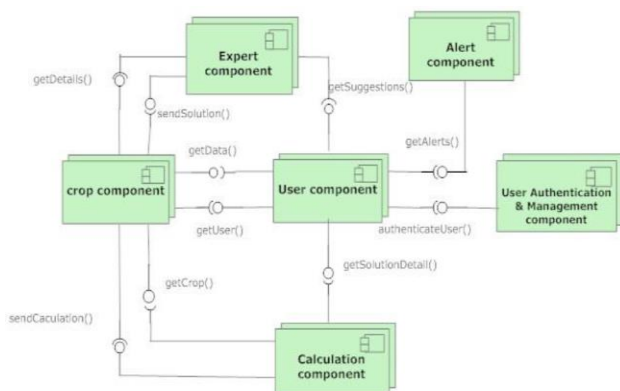 Expert
component
Alert
component
getDetails()
getSuggestions()
sendSolution()
getData()
getAlerts()
crop component
User component
User Authentication
& Management
component
getUser()
authenticateUser()
getSolutionDetail()
getCrop()
sendCaculation()
Calculation
component